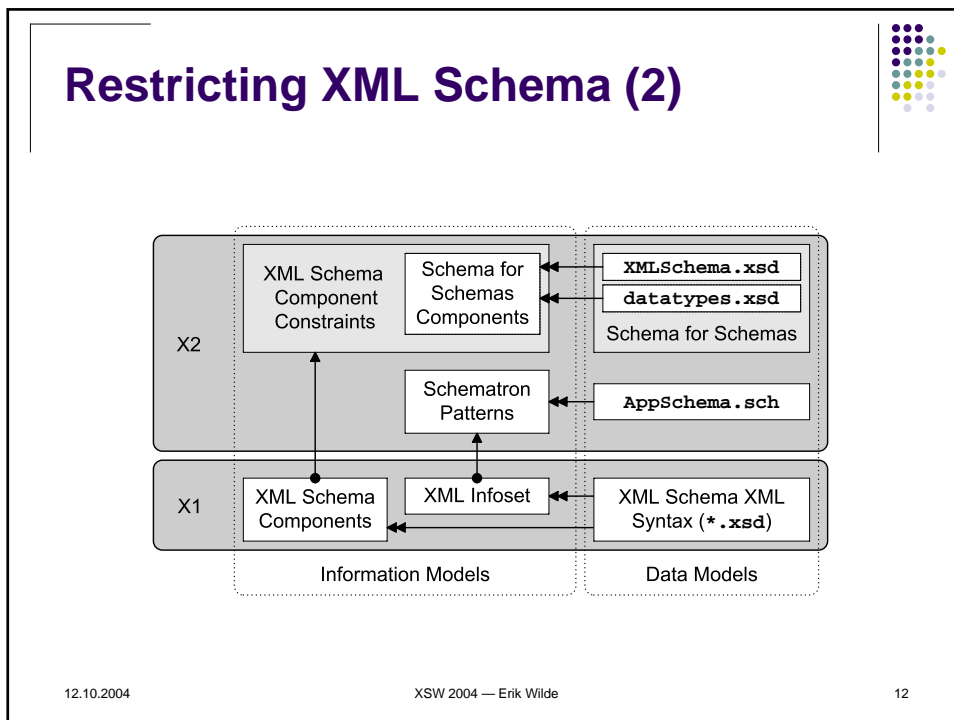 Restricting XML Schema (2)
X2
XML Schema
Component
Constraints
Schema for
Schemas
Components
XMLSchema.xsd
datatypes.xsd
Schema for Schemas
Schematron
Patterns
AppSchema.sch
X1
XML Schema
Components
XML Infoset
XML Schema XML
Syntax (*.xsd)
Information Models
Data Models
12.10.2004
XSW 2004 — Erik Wilde
12